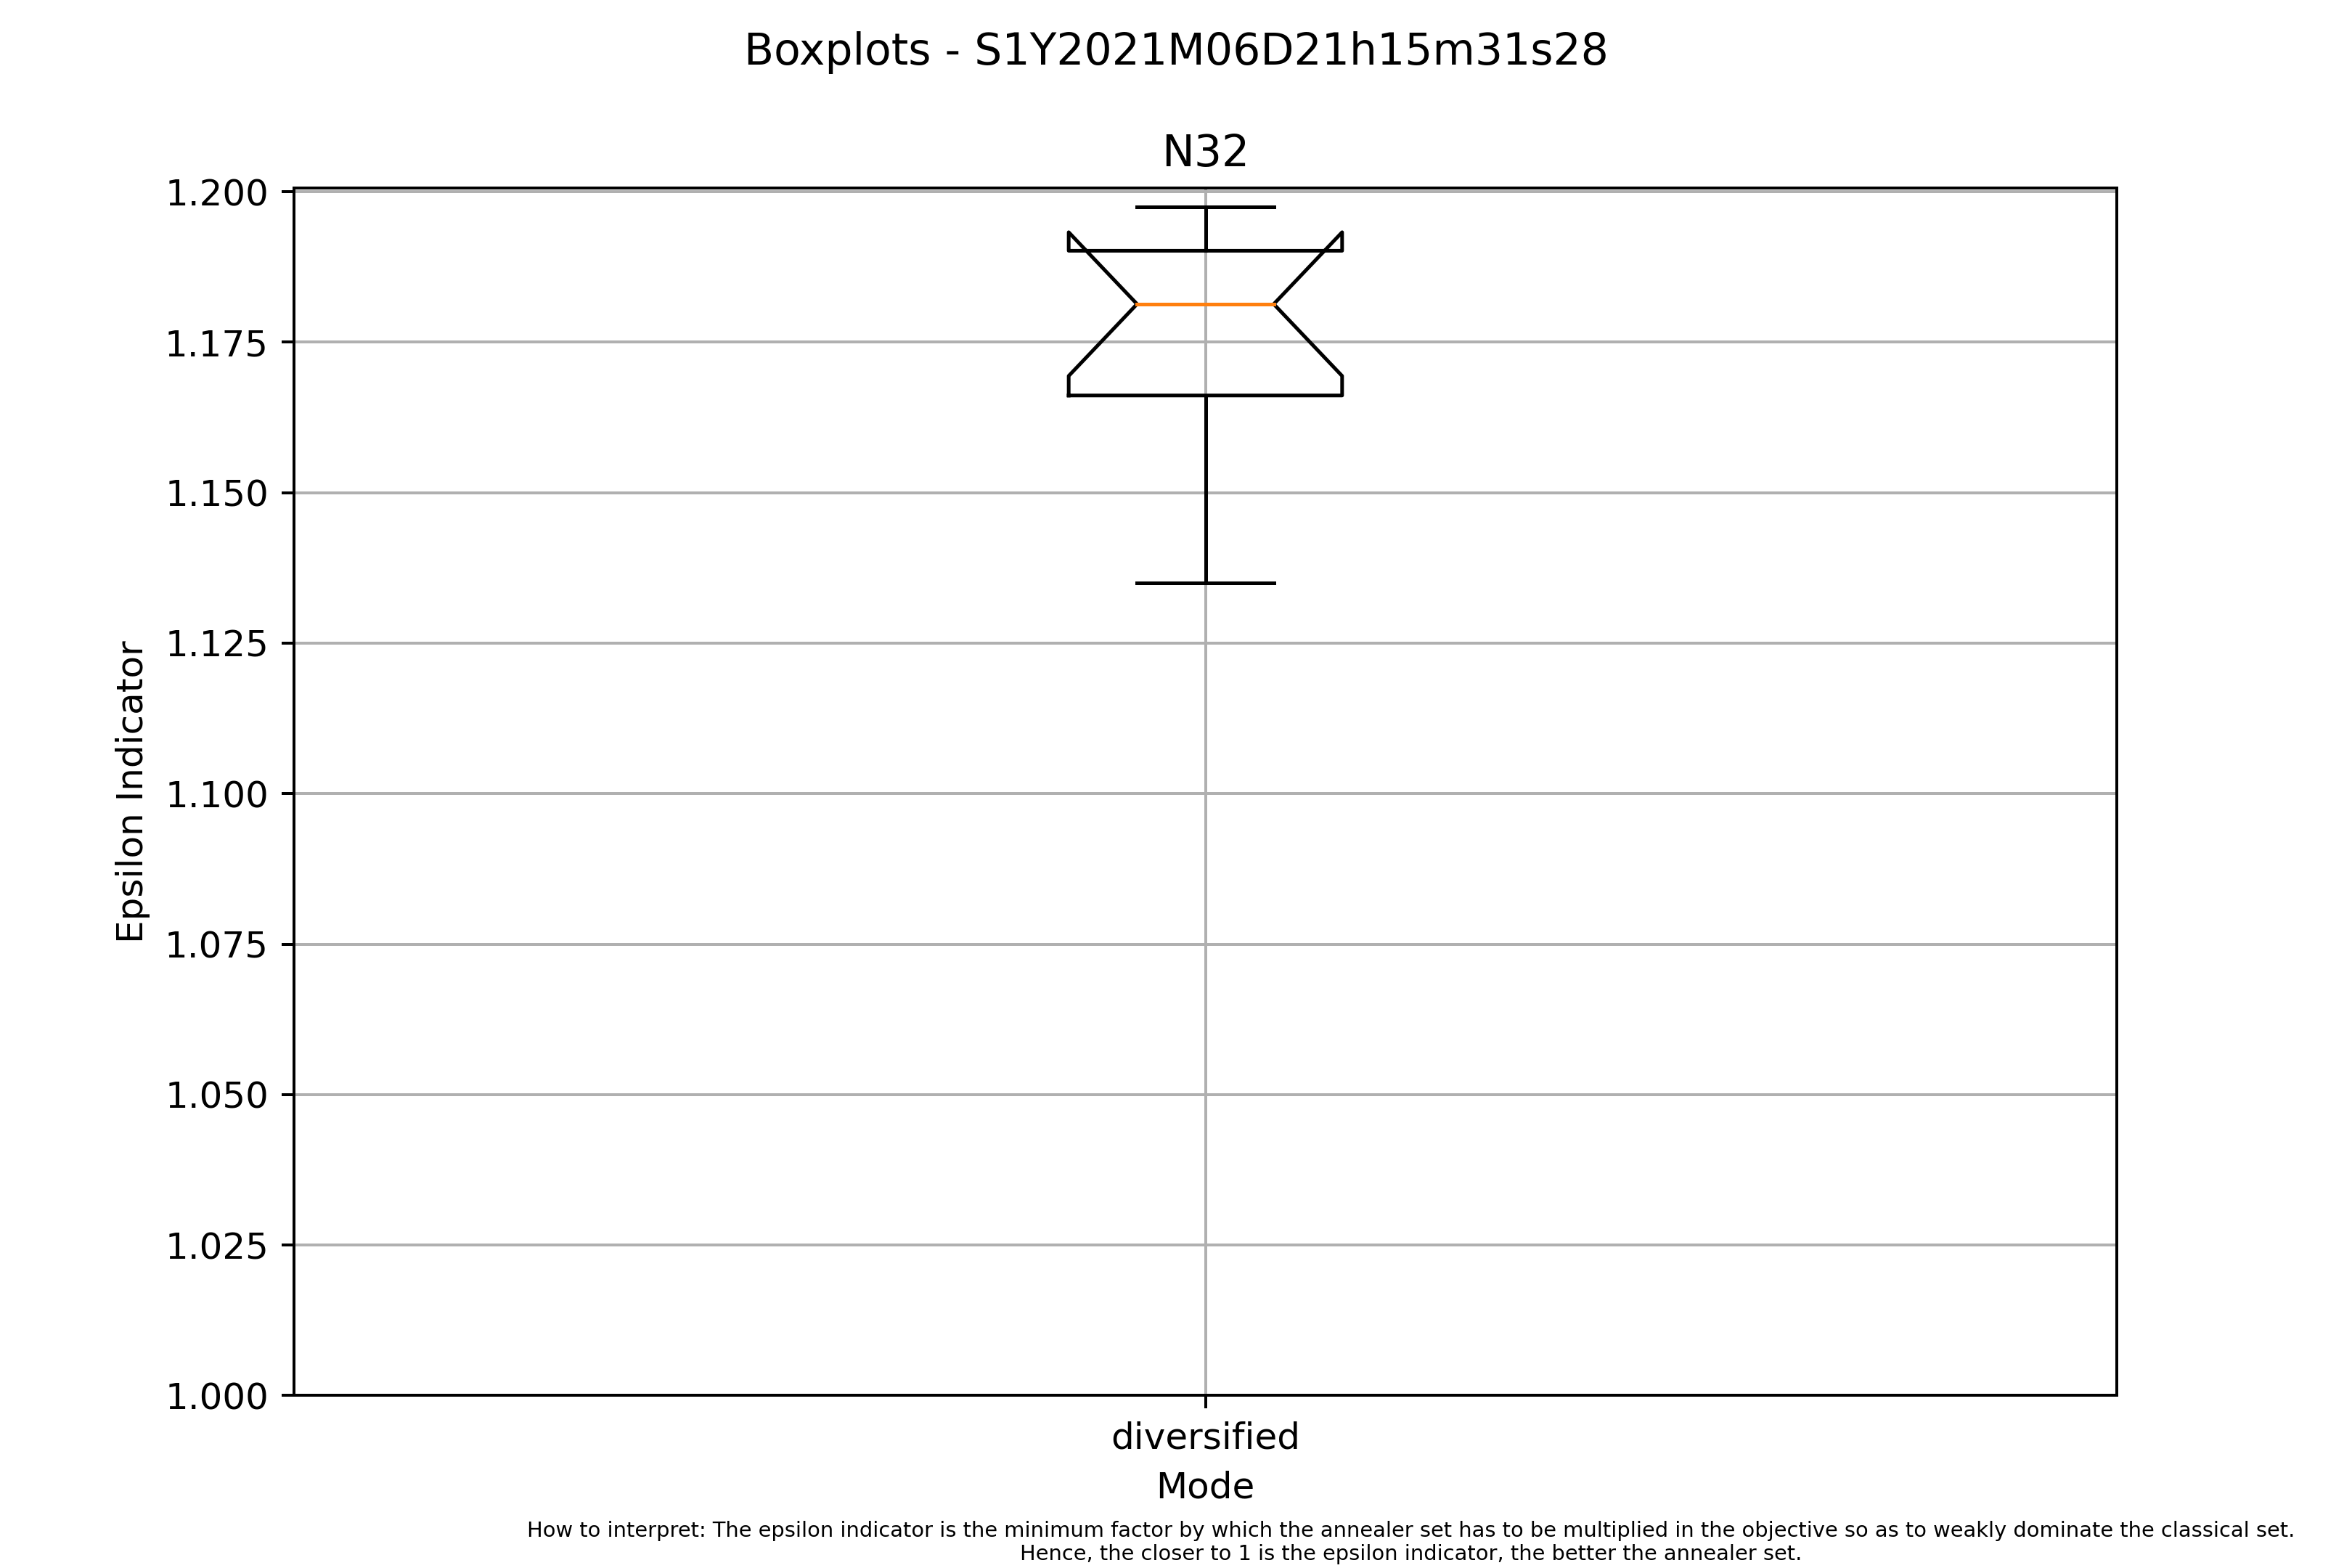 Boxplots - S1Y2021M06D21h15m31s28
N32
1.200
1.175
1.150
1.125
1.100
1.075
1.050
1.025
1.000
Epsilon Indicator
diversified
Mode
How to interpret: The epsilon indicator is the minimum factor by which the annealer set has to be multiplied in the objective so as to weakly dominate the classical set.
Hence, the closer to 1 is the epsilon indicator, the better the annealer set.